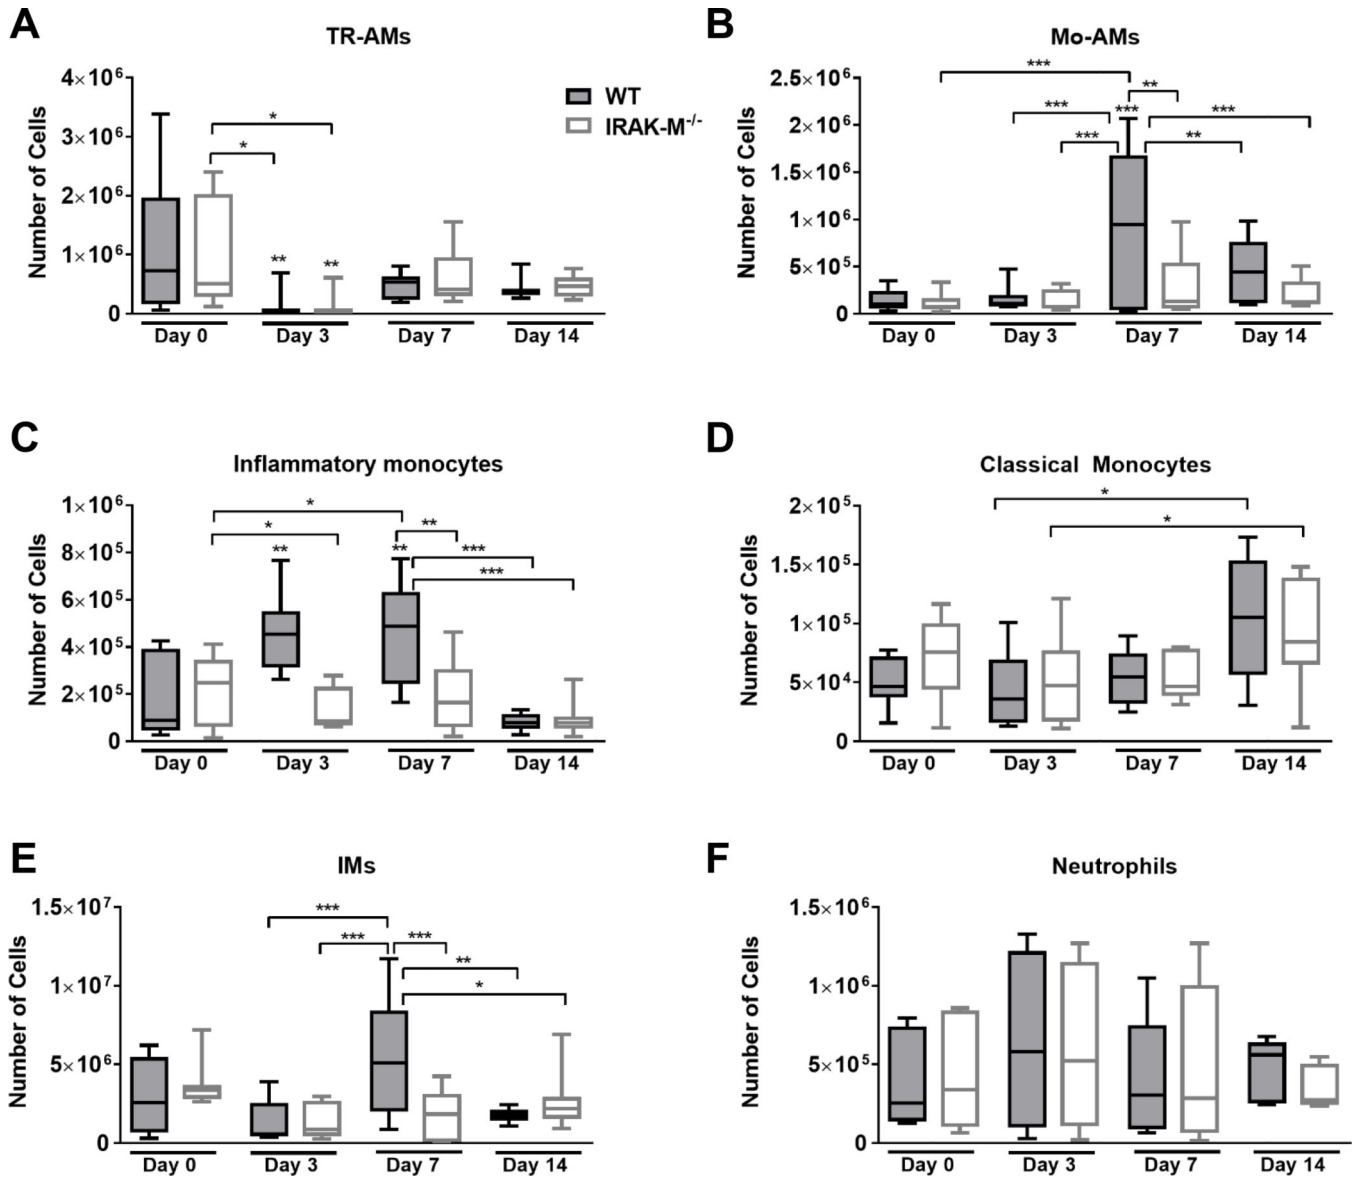 A
TR-AMs
Number of Cells
4×10⁶
3×10⁶
2×10⁶
1×10⁶
0
*
*
**
**
Day 0 Day 3 Day 7 Day 14
WT
IRAK-M⁻/⁻
B
Mo-AMs
Number of Cells
2.5×10⁶
2×10⁶
1.5×10⁶
1×10⁶
5×10⁵
0
***
**
***
***
***
***
**
Day 0 Day 3 Day 7 Day 14
C
Inflammatory monocytes
Number of Cells
1×10⁶
8×10⁵
6×10⁵
4×10⁵
2×10⁵
0
*
*
**
**
**
***
***
Day 0 Day 3 Day 7 Day 14
D
Classical Monocytes
Number of Cells
2×10⁵
1.5×10⁵
1×10⁵
5×10⁴
0
*
*
Day 0 Day 3 Day 7 Day 14
E
IMs
Number of Cells
1.5×10⁷
1×10⁷
5×10⁶
0
***
***
***
**
*
Day 0 Day 3 Day 7 Day 14
F
Neutrophils
Number of Cells
1.5×10⁶
1×10⁶
5×10⁵
0
Day 0 Day 3 Day 7 Day 14